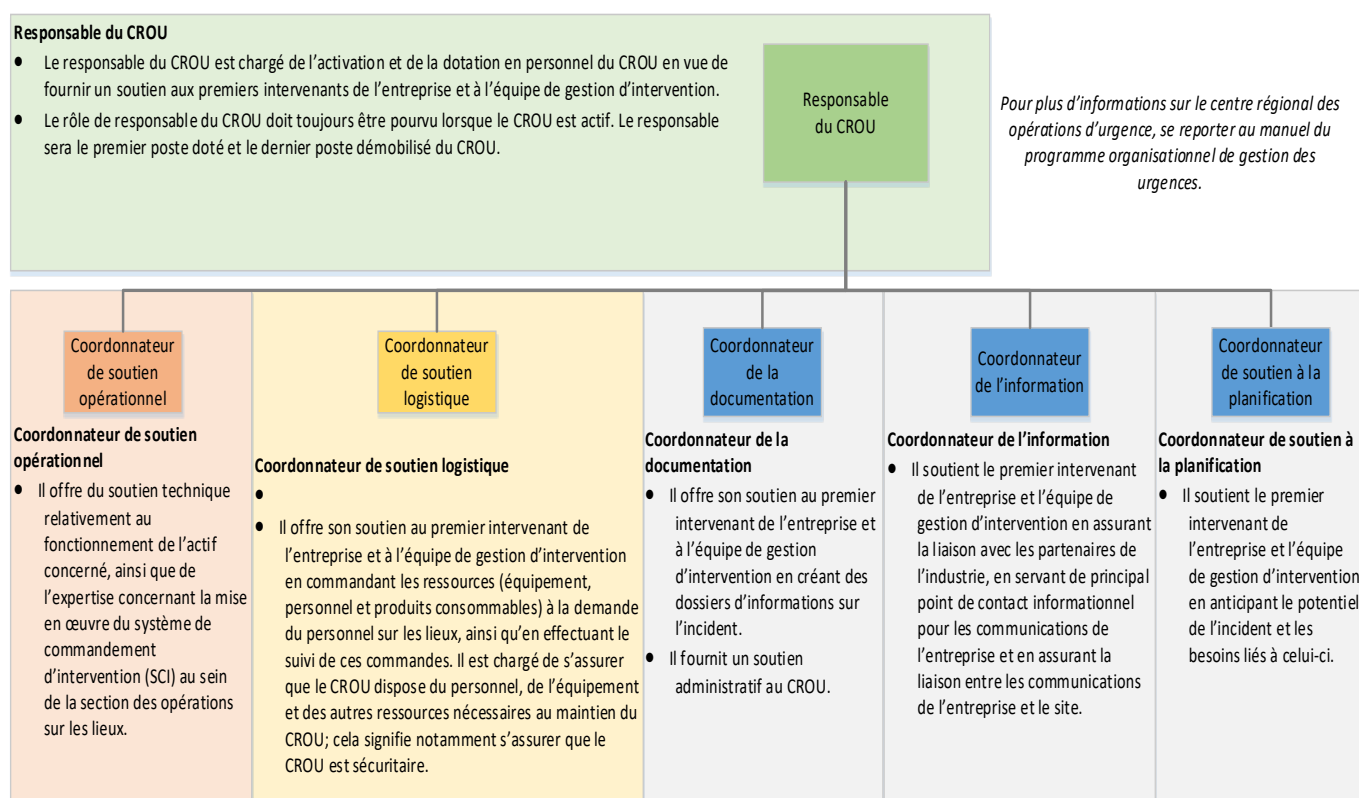 Responsable du CROU
● Le responsable du CROU est chargé de l'activation et de la dotation en personnel du CROU en vue de
fournir un soutien aux premiers intervenants de l'entreprise et à l'équipe de gestion d'intervention.
● Le rôle de responsable du CROU doit toujours être pourvu lorsque le CROU est actif. Le responsable
sera le premier poste doté et le dernier poste démobilisé du CROU.
Responsable
du CROU
Pour plus d'informations sur le centre régional des
opérations d'urgence, se reporter au manuel du
programme organisationnel de gestion des
urgences.
Coordonnateur
de soutien
opérationnel
Coordonnateur de soutien
opérationnel
● Il offre du soutien technique
relativement au
fonctionnement de l'actif
concerné, ainsi que de
l'expertise concernant la mise
en œuvre du système de
commandement
d'intervention (SCI) au sein
de la section des opérations
sur les lieux.
Coordonnateur
de soutien
logistique
Coordonnateur de soutien logistique
●
● Il offre son soutien au premier intervenant de
l'entreprise et à l'équipe de gestion d'intervention
en commandant les ressources (équipement,
personnel et produits consommables) à la demande
du personnel sur les lieux, ainsi qu'en effectuant le
suivi de ces commandes. Il est chargé de s'assurer
que le CROU dispose du personnel, de l'équipement
et des autres ressources nécessaires au maintien du
CROU; cela signifie notamment s'assurer que le
CROU est sécuritaire.
Coordonnateur
de la
documentation
Coordonnateur de la
documentation
● Il offre son soutien au premier
intervenant de l'entreprise et
à l'équipe de gestion
d'intervention en créant des
dossiers d'informations sur
l'incident.
● Il fournit un soutien
administratif au CROU.
Coordonnateur
de l'information
Coordonnateur de l'information
● Il soutient le premier intervenant
de l'entreprise et l'équipe de
gestion d'intervention en assurant
la liaison avec les partenaires de
l'industrie, en servant de principal
point de contact informationnel
pour les communications de
l'entreprise et en assurant la
liaison entre les communications
de l'entreprise et le site.
Coordonnateur
de soutien à la
planification
Coordonnateur de soutien à
la planification
● Il soutient le premier
intervenant de
l'entreprise et l'équipe
de gestion d'intervention
en anticipant le potentiel
de l'incident et les
besoins liés à celui-ci.